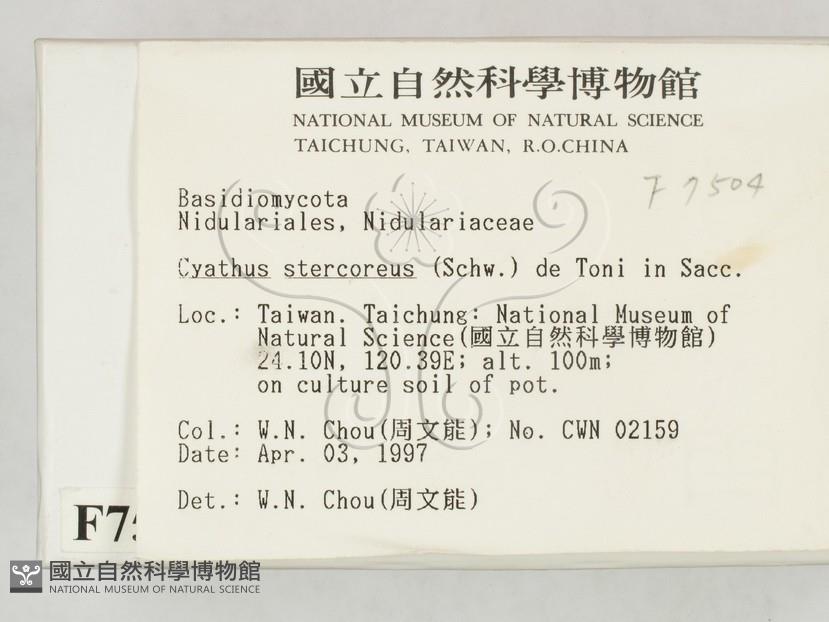 國立自然科學博物館
NATIONAL MUSEUM OF NATURAL SCIENCE
TAICHUNG, TAIWAN, R.O.CHINA
F 7504
Basidiomycota
Nidulariales, Nidulariaceae
Cyathus stercoreus (Schw.) de Toni in Sacc.
Loc.: Taiwan. Taichung: National Museum of
Natural Science(國立自然科學博物館)
24.10N, 120.39E; alt. 100m;
on culture soil of pot.
Col.: W.N. Chou(周文能); No. CWN 02159
Date: Apr. 03, 1997
Det.: W.N. Chou(周文能)
F75
國立自然科學博物館
NATIONAL MUSEUM OF NATURAL SCIENCE